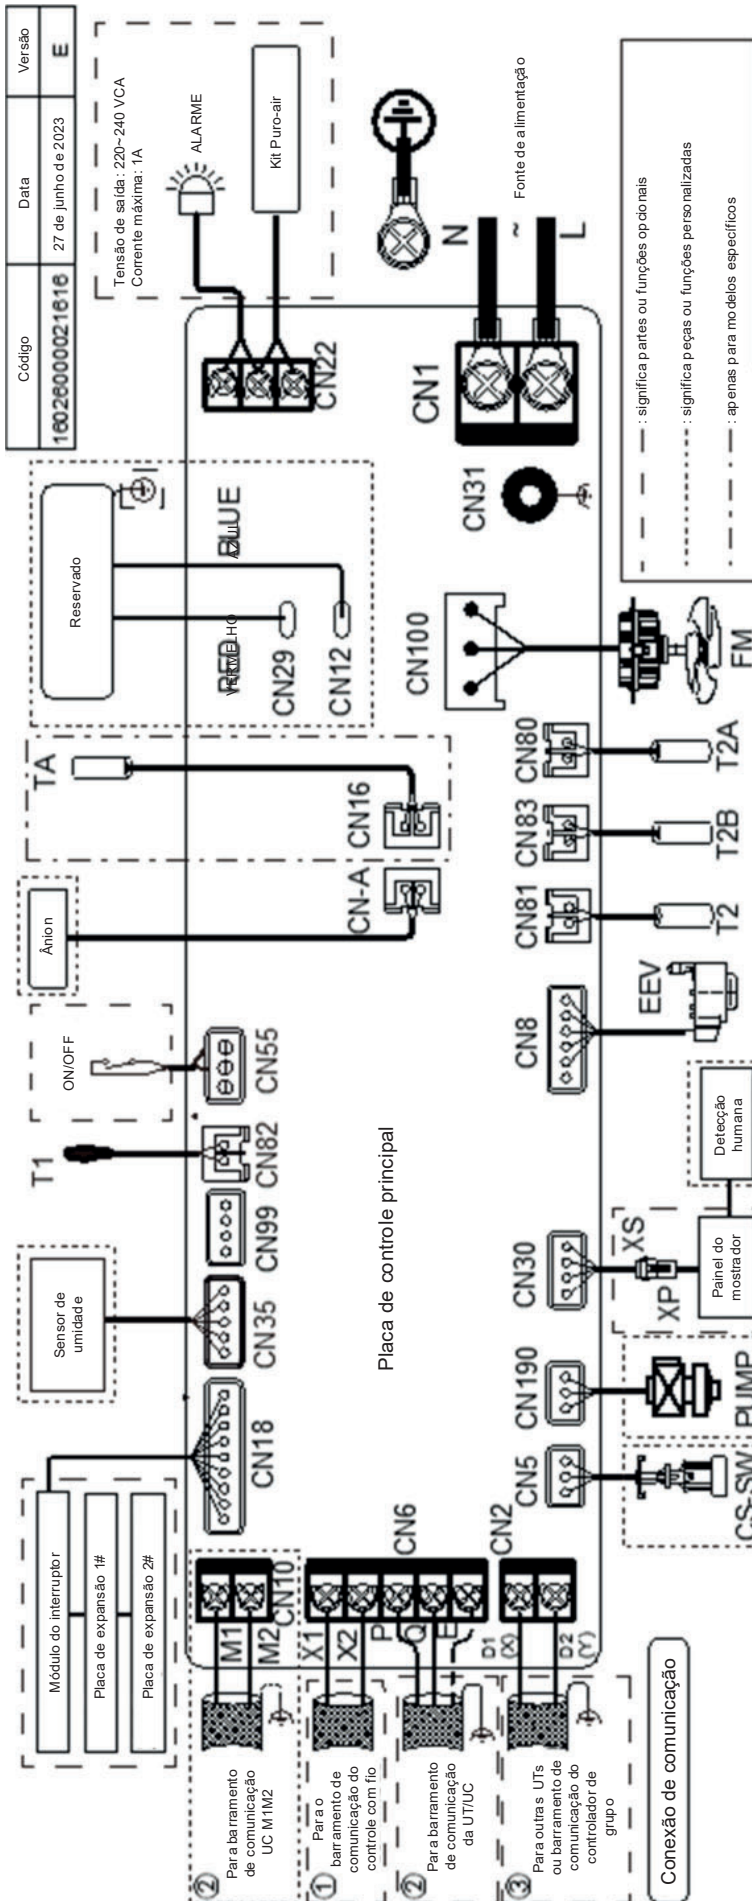 Código
Data
Versão
16026000021616
27 de junho de 2023
E
Tensão de saída: 220~240 VCA
Corrente máxima: 1A
ALARME
Kit Puro-air
CN22
Fonte de alimentação
N
~
L
CN1
CN31
: significa partes ou funções opcionais
: significa peças ou funções personalizadas
: apenas para modelos específicos
Reservado
RED
VERMELHO
BLUE
AZUL
CN29
CN12
CN100
FM
TA
CN16
CN-A
Ânion
CN80
CN83
CN81
T2A
T2B
T2
ON/OFF
CN55
T1
CN82
CN99
CN8
EEV
Sensor de
umidade
CN35
CN18
Placa de controle principal
CN30
XS
XP
Painel do
mostrador
Detecção
humana
CN190
PUMP
CN5
CS-SW
Módulo do interruptor
Placa de expansão 1#
Placa de expansão 2#
CN10
M1
M2
CN6
X1
X2
P
Q
E
CN2
D1
(X)
D2
(Y)
②
Para barramento
de comunicação
UC M1M2
①
Para o
barramento de
comunicação do
controle com fio
②
Para barramento
de comunicação
da UT/UC
③
Para outras UTs
ou barramento de
comunicação do
controlador de
grupo
Conexão de comunicação